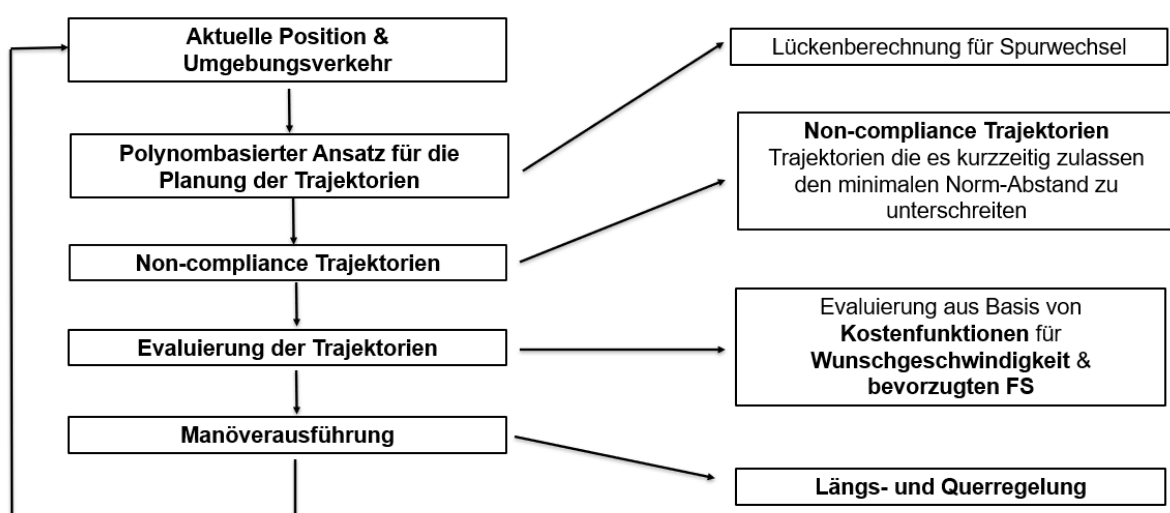 Aktuelle Position &
Umgebungsverkehr
Polynombasierter Ansatz für die
Planung der Trajektorien
Non-compliance Trajektorien
Evaluierung der Trajektorien
Manöverausführung
Lückenberechnung für Spurwechsel
Non-compliance Trajektorien
Trajektorien die es kurzzeitig zulassen
den minimalen Norm-Abstand zu
unterschreiten
Evaluierung aus Basis von
Kostenfunktionen für
Wunschgeschwindigkeit &
bevorzugten FS
Längs- und Querregelung